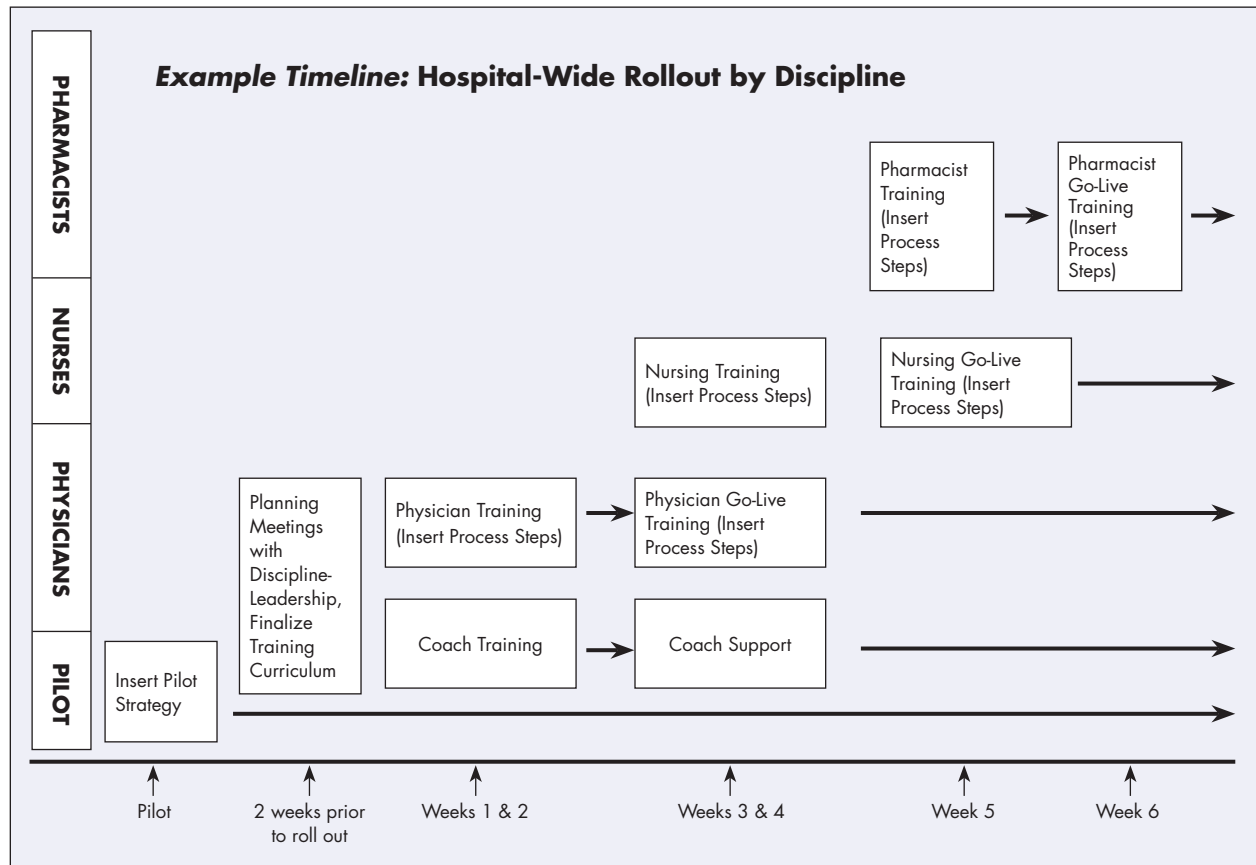 Example Timeline: Hospital-Wide Rollout by Discipline
PHARMACISTS
Pharmacist
Training
(Insert
Process
Steps)
Pharmacist
Go-Live
Training
(Insert
Process
Steps)
NURSES
Nursing Training
(Insert Process Steps)
Nursing Go-Live
Training (Insert
Process Steps)
PHYSICIANS
Planning
Meetings
with
Discipline-
Leadership,
Finalize
Training
Curriculum
Physician Training
(Insert Process Steps)
Physician Go-Live
Training (Insert
Process Steps)
Coach Training
Coach Support
PILOT
Insert Pilot
Strategy
Pilot
2 weeks prior
to roll out
Weeks 1 & 2
Weeks 3 & 4
Week 5
Week 6